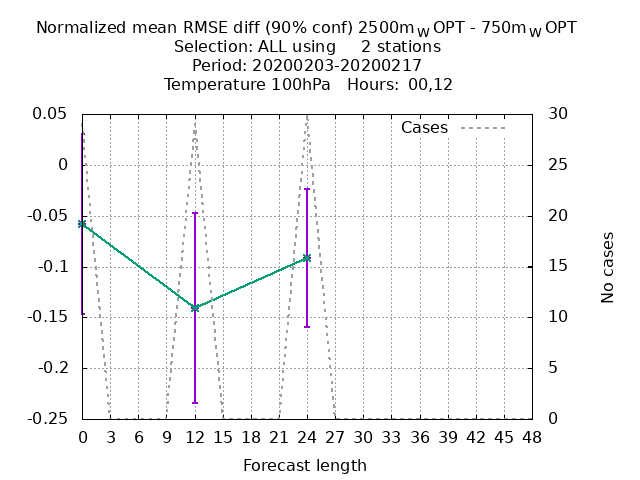 Normalized mean RMSE diff (90% conf) 2500m_W OPT - 750m_W OPT
Selection: ALL using 2 stations
Period: 20200203-20200217
Temperature 100hPa Hours: 00,12
Cases
0.05
0
-0.05
-0.1
-0.15
-0.2
-0.25
30
25
20
15
10
5
0
No cases
0 3 6 9 12 15 18 21 24 27 30 33 36 39 42 45 48
Forecast length